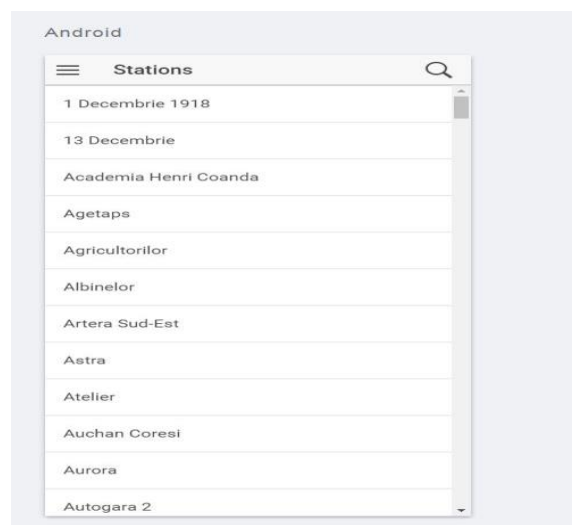 Android
Stations
1 Decembrie 1918
13 Decembrie
Academia Henri Coanda
Agetaps
Agricultorilor
Albinelor
Artera Sud-Est
Astra
Atelier
Auchan Coresi
Aurora
Autogara 2